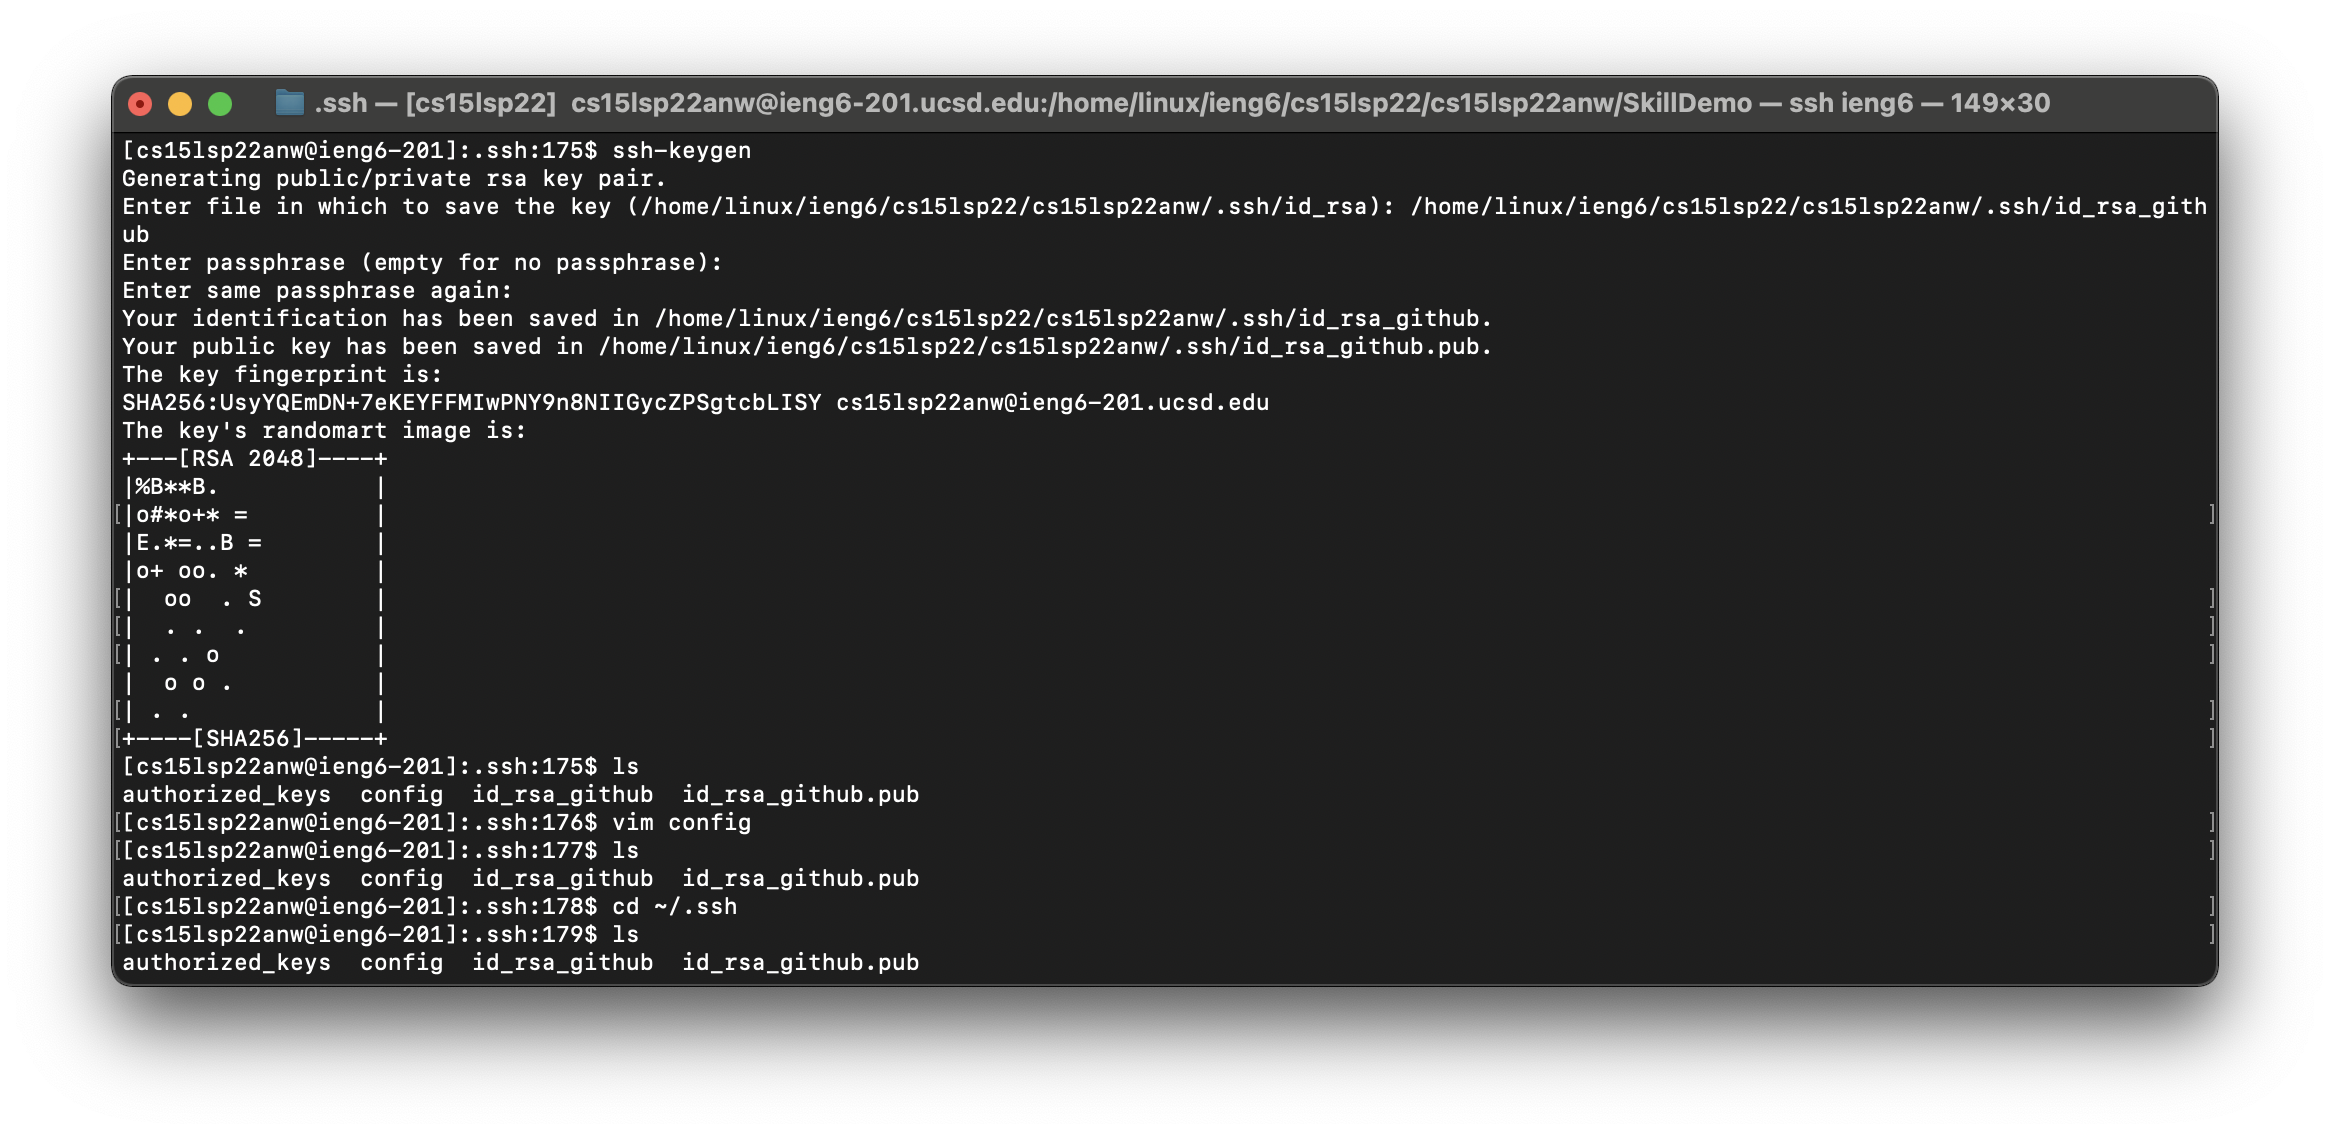 .ssh — [cs15lsp22] cs15lsp22anw@ieng6-201.ucsd.edu:/home/linux/ieng6/cs15lsp22/cs15lsp22anw/SkillDemo — ssh ieng6 — 149×30
[cs15lsp22anw@ieng6-201]:.ssh:175$ ssh-keygen
Generating public/private rsa key pair.
Enter file in which to save the key (/home/linux/ieng6/cs15lsp22/cs15lsp22anw/.ssh/id_rsa): /home/linux/ieng6/cs15lsp22/cs15lsp22anw/.ssh/id_rsa_gith
ub
Enter passphrase (empty for no passphrase):
Enter same passphrase again:
Your identification has been saved in /home/linux/ieng6/cs15lsp22/cs15lsp22anw/.ssh/id_rsa_github.
Your public key has been saved in /home/linux/ieng6/cs15lsp22/cs15lsp22anw/.ssh/id_rsa_github.pub.
The key fingerprint is:
SHA256:UsyYQEmDN+7eKEYFFMIwPNY9n8NIIGycZPSgtcbLISY cs15lsp22anw@ieng6-201.ucsd.edu
The key's randomart image is:
+---[RSA 2048]----+
|%B**B.           |
[|o#*o+* =         | ]
|E.*=..B =        |
|o+ oo. *         |
[|  oo  . S        | ]
[|  . .  .         | ]
[| . . o           | ]
|  o o .          |
[| . .             | ]
[+----[SHA256]-----+ ]
[cs15lsp22anw@ieng6-201]:.ssh:175$ ls
authorized_keys  config  id_rsa_github  id_rsa_github.pub
[[cs15lsp22anw@ieng6-201]:.ssh:176$ vim config ]
[[cs15lsp22anw@ieng6-201]:.ssh:177$ ls ]
authorized_keys  config  id_rsa_github  id_rsa_github.pub
[[cs15lsp22anw@ieng6-201]:.ssh:178$ cd ~/.ssh ]
[[cs15lsp22anw@ieng6-201]:.ssh:179$ ls ]
authorized_keys  config  id_rsa_github  id_rsa_github.pub